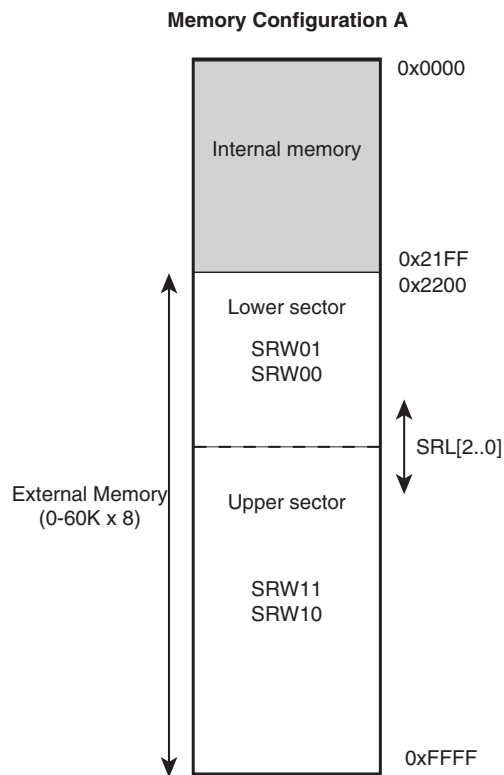 Memory Configuration A
0x0000
Internal memory
0x21FF
0x2200
Lower sector
SRW01
SRW00
SRL[2..0]
External Memory
(0-60K x 8)
Upper sector
SRW11
SRW10
0xFFFF